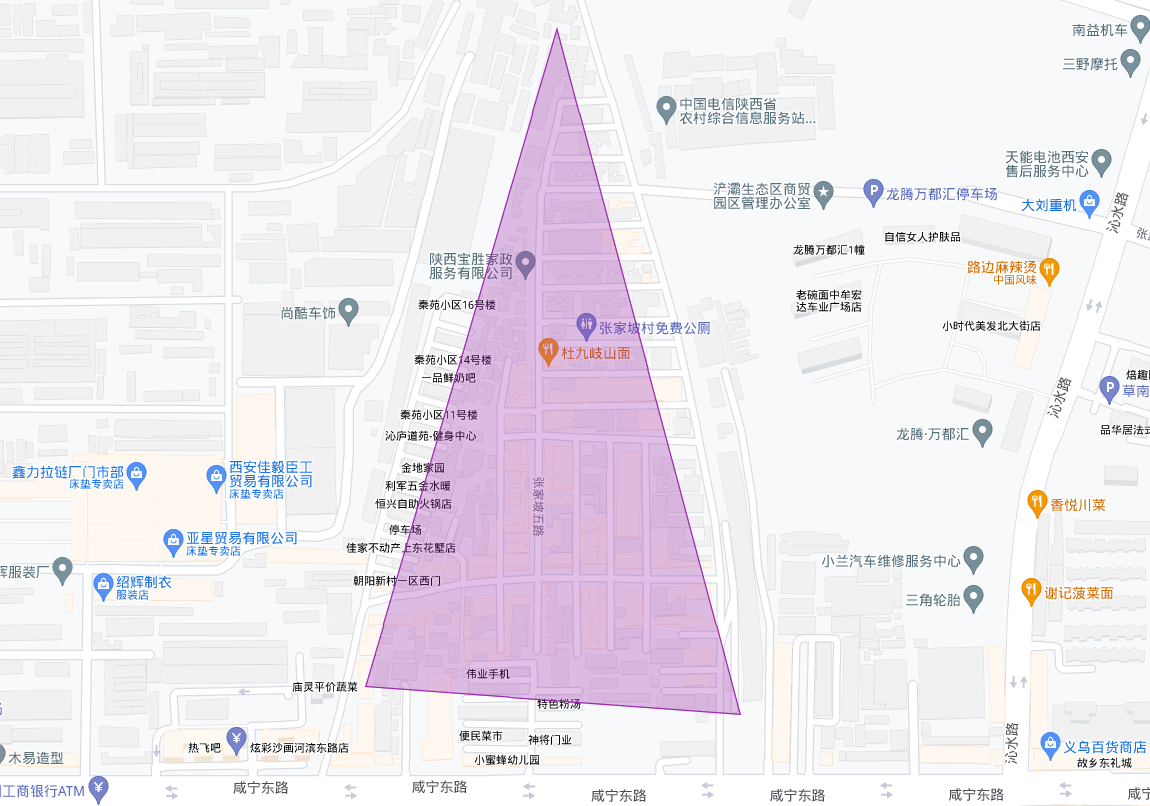 南益机车
三野摩托
中国电信陕西省
农村综合信息服务站...
天能电池西安
售后服务中心
浐灞生态区商贸
园区管理办公室
龙腾万都汇停车场
大刘重机
沁水路
自信女人护肤品
龙腾万都汇1幢
陕西宝胜家政
服务有限公司
路边麻辣烫
中国风味
秦苑小区16号楼
老碗面中牟宏
达车业广场店
尚酷车饰
张家坡村免费公厕
小时代美发北大街店
杜九岐山面
秦苑小区14号楼
一品鲜奶吧
沁水路
草南
秦苑小区11号楼
沁庐道苑-健身中心
龙腾·万都汇
品华居法式
金地家园
鑫力拉链厂门市部
床垫专卖店
西安佳毅臣工
贸易有限公司
床垫专卖店
利军五金水暖
恒兴自助火锅店
张家坡五路
香悦川菜
停车场
亚星贸易有限公司
床垫专卖店
佳家不动产上东花墅店
小兰汽车维修服务中心
辉服装厂
绍辉制衣
服装店
朝阳新村一区西门
三角轮胎
谢记菠菜面
伟业手机
庙灵平价蔬菜
特色粉汤
热飞吧
炫彩沙画河滨东路店
便民菜市
神将门业
小蜜蜂幼儿园
沁水路
义乌百货商店
故乡东礼城
木易造型
工商银行ATM
咸宁东路
咸宁东路
咸宁东路
咸宁东路
咸宁东路
咸宁